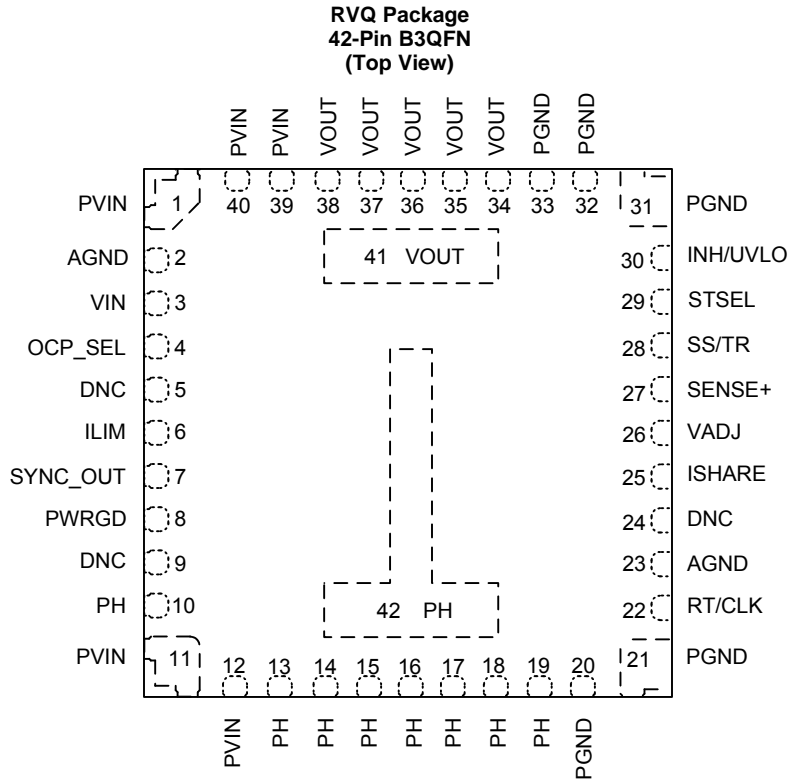 RVQ Package
42-Pin B3QFN
(Top View)
PVIN
PVIN
VOUT
VOUT
VOUT
VOUT
VOUT
PGND
PGND
40 39 38 37 36 35 34 33 32
PVIN 1 31 PGND
AGND 2 41 VOUT 30 INH/UVLO
VIN 3 29 STSEL
OCP_SEL 4 28 SS/TR
DNC 5 27 SENSE+
ILIM 6 26 VADJ
SYNC_OUT 7 25 ISHARE
PWRGD 8 24 DNC
DNC 9 23 AGND
PH 10 42 PH 22 RT/CLK
PVIN 11 21 PGND
12 13 14 15 16 17 18 19 20
PVIN
PH
PH
PH
PH
PH
PH
PH
PGND